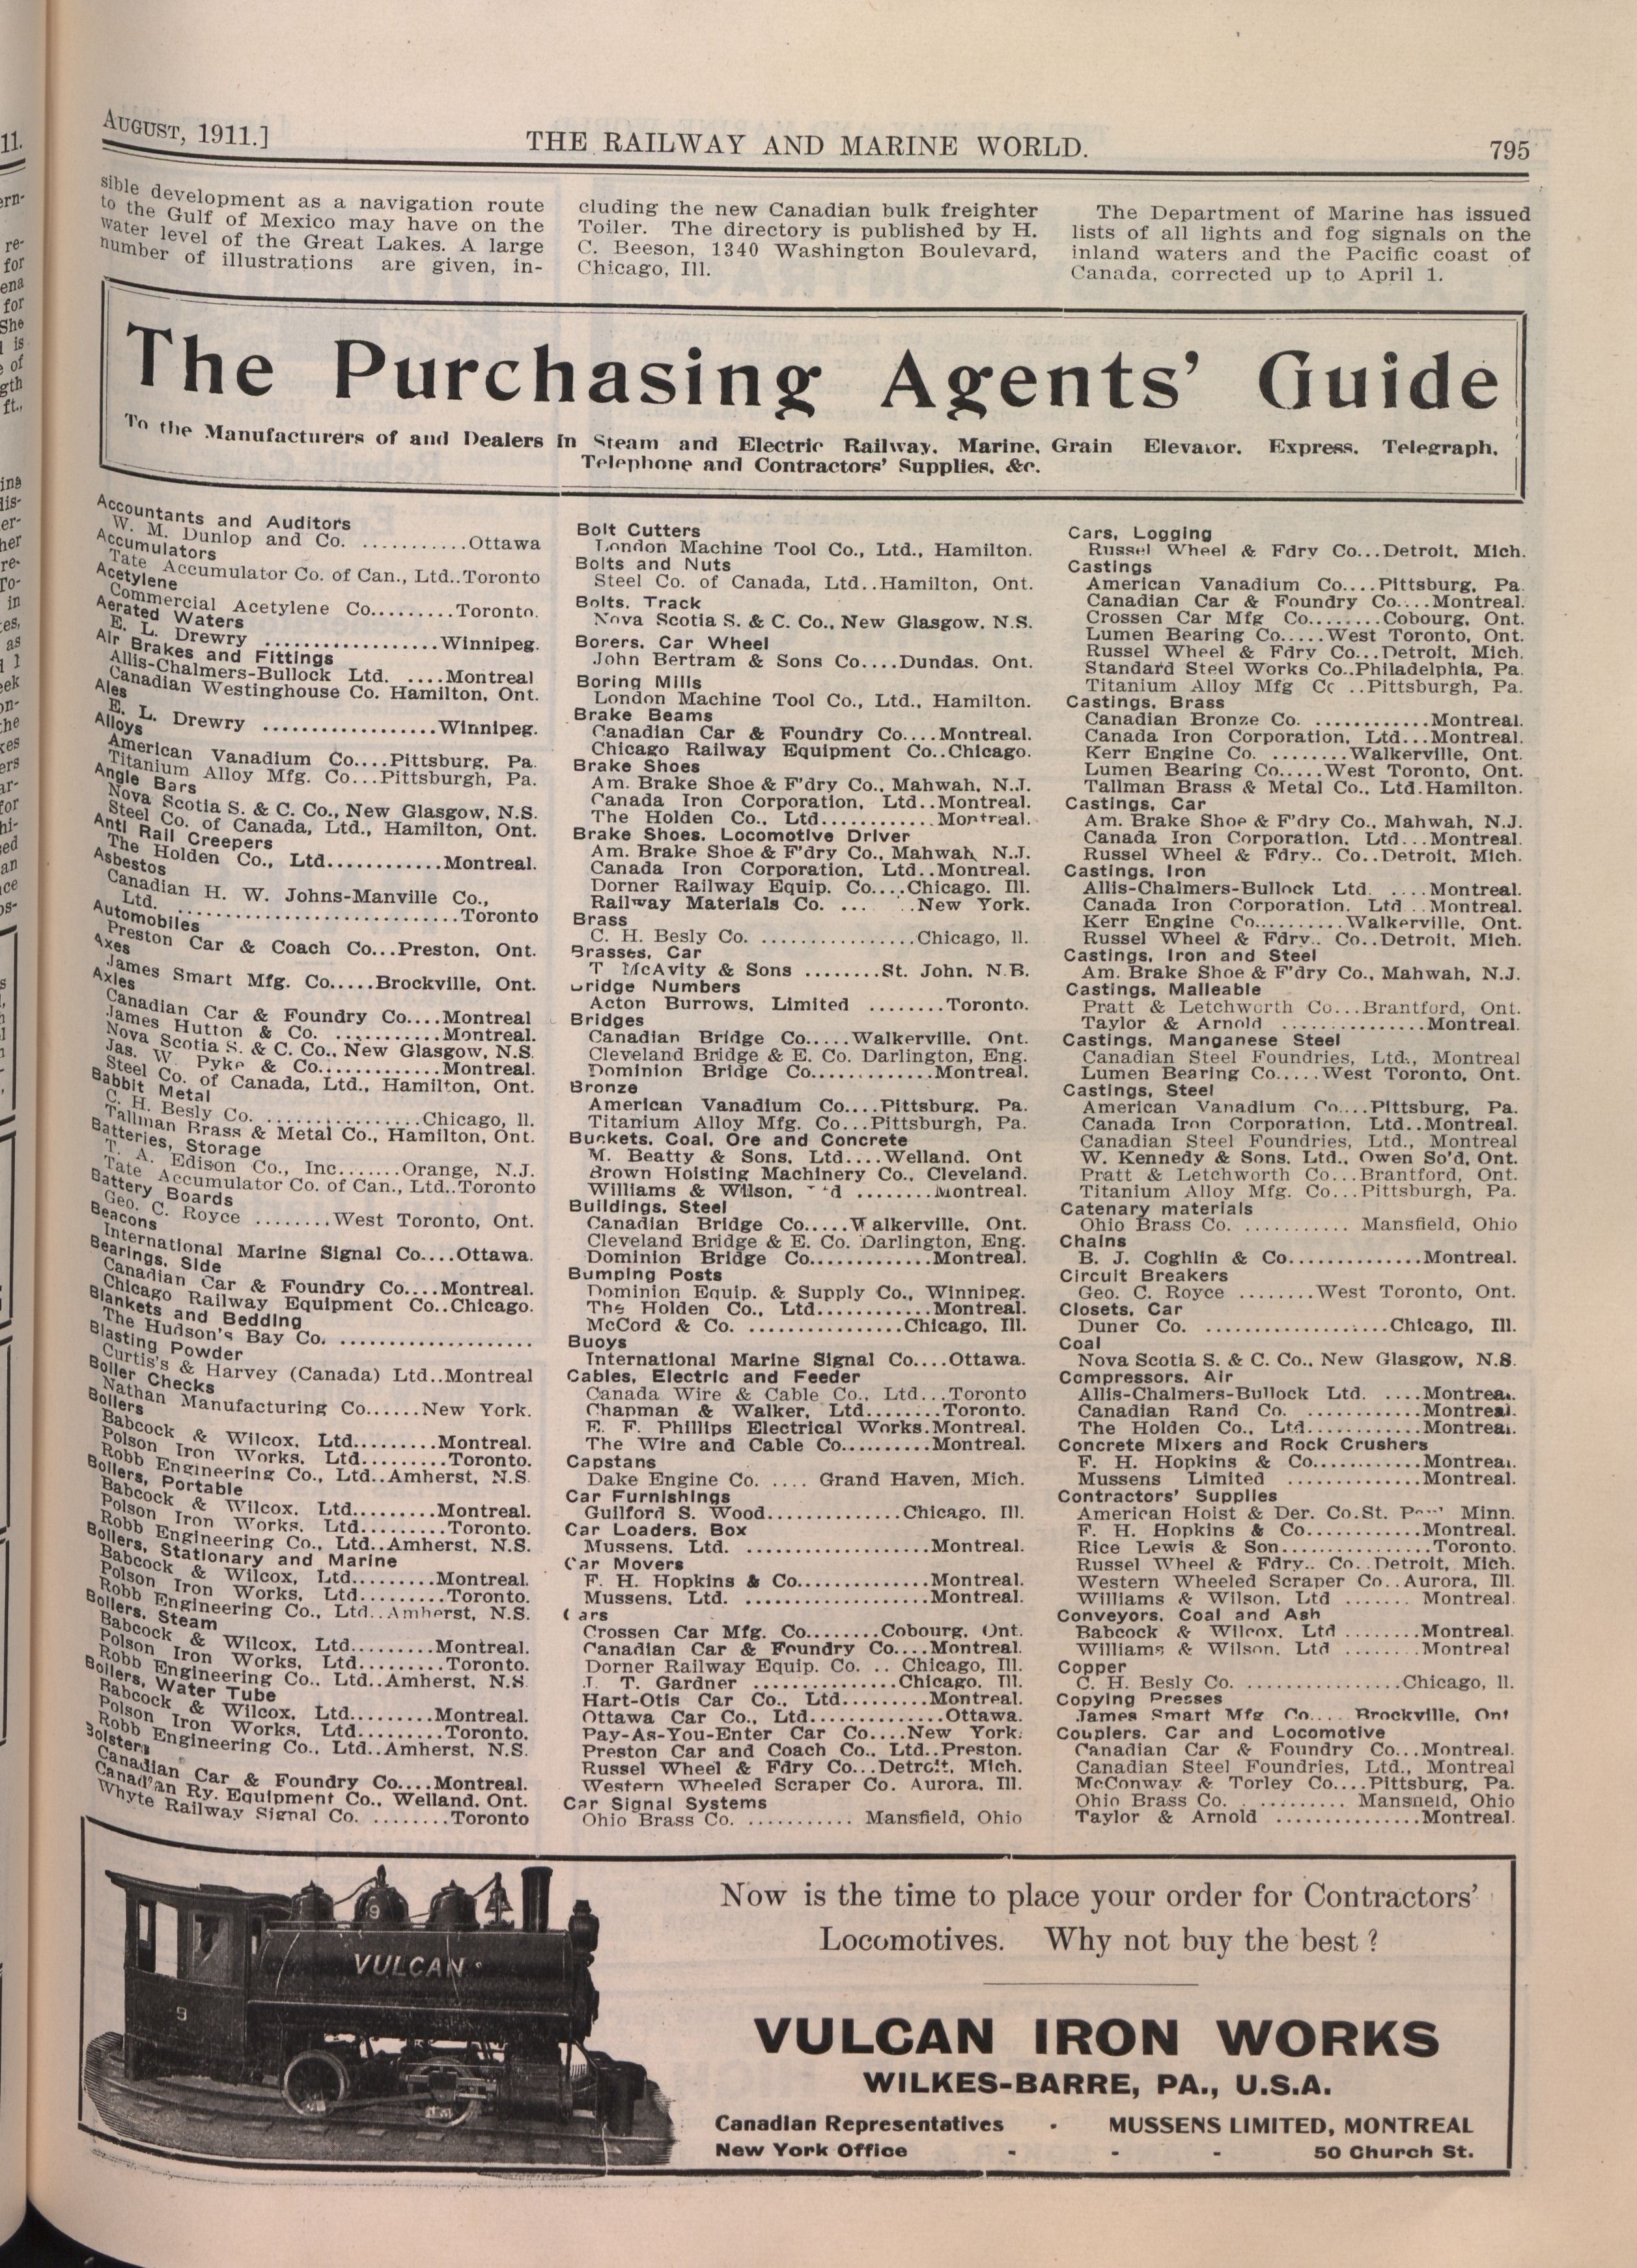 AUGUST, 1911.]
THE RAILWAY AND MARINE WORLD.
795
sible development as a navigation route
to the Gulf of Mexico may have on the
water level of the Great Lakes. A large
number of illustrations are given, in-
cluding the new Canadian bulk freighter
Toiler. The directory is published by H.
C. Beeson, 1340 Washington Boulevard,
Chicago, Ill.
The Department of Marine has issued
lists of all lights and fog signals on the
inland waters and the Pacific coast of
Canada, corrected up to April 1.
The Purchasing Agents' Guide
To the Manufacturers of and Dealers in Steam and Electric Railway, Marine, Grain Elevator, Express, Telegraph,
Telephone and Contractors' Supplies, &c.
Accountants and Auditors
W. M. Dunlop and Co. ...........Ottawa
Accumulators
Tate Accumulator Co. of Can., Ltd..Toronto
Acetylene
Commercial Acetylene Co.........Toronto.
Aerated Waters
E. L. Drewry ..................Winnipeg.
Air Brakes and Fittings
Allis-Chalmers-Bullock Ltd. ....Montreal
Canadian Westinghouse Co. Hamilton, Ont.
Ales
E. L. Drewry ..................Winnipeg.
Alloys
American Vanadium Co....Pittsburg, Pa.
Titanium Alloy Mfg. Co...Pittsburgh, Pa.
Angle Bars
Nova Scotia S. & C. Co., New Glasgow, N.S.
Steel Co. of Canada, Ltd., Hamilton, Ont.
Anti Rail Creepers
The Holden Co., Ltd............Montreal.
Asbestos
Canadian H. W. Johns-Manville Co.,
Ltd. ..............................Toronto
Automobiles
Preston Car & Coach Co...Preston, Ont.
Axes
James Smart Mfg. Co.....Brockville, Ont.
Axles
Canadian Car & Foundry Co....Montreal
James Hutton & Co. ...........Montreal.
Nova Scotia S. & C. Co., New Glasgow, N.S.
Jas. W. Pyke & Co.............Montreal.
Steel Co. of Canada, Ltd., Hamilton, Ont.
Babbit Metal
C. H. Besly Co. ................Chicago, Il.
Tallman Brass & Metal Co., Hamilton, Ont.
Batteries, Storage
T. A. Edison Co., Inc.......Orange, N.J.
Tate Accumulator Co. of Can., Ltd..Toronto
Battery Boards
Geo. C. Royce ........West Toronto, Ont.
Beacons
International Marine Signal Co....Ottawa.
Bearings, Side
Canadian Car & Foundry Co....Montreal.
Chicago Railway Equipment Co..Chicago.
Blankets and Bedding
The Hudson's Bay Co. ....................
Blasting Powder
Curtis's & Harvey (Canada) Ltd..Montreal
Boiler Checks
Nathan Manufacturing Co......New York.
Boilers
Babcock & Wilcox, Ltd.........Montreal.
Polson Iron Works, Ltd.........Toronto.
Robb Engineering Co., Ltd..Amherst, N.S.
Boilers, Portable
Babcock & Wilcox, Ltd.........Montreal.
Polson Iron Works, Ltd.........Toronto.
Robb Engineering Co., Ltd..Amherst, N.S.
Boilers, Stationary and Marine
Babcock & Wilcox, Ltd.........Montreal.
Polson Iron Works, Ltd.........Toronto.
Robb Engineering Co., Ltd..Amherst, N.S.
Boilers, Steam
Babcock & Wilcox, Ltd.........Montreal.
Polson Iron Works, Ltd.........Toronto.
Robb Engineering Co., Ltd..Amherst, N.S.
Boilers, Water Tube
Babcock & Wilcox, Ltd.........Montreal.
Polson Iron Works, Ltd.........Toronto.
Robb Engineering Co., Ltd..Amherst, N.S.
Bolsters
Canadian Car & Foundry Co....Montreal.
Canadian Ry. Equipment Co., Welland, Ont.
Whyte Railway Signal Co. ........Toronto
Bolt Cutters
London Machine Tool Co., Ltd., Hamilton.
Bolts and Nuts
Steel Co. of Canada, Ltd..Hamilton, Ont.
Bolts, Track
Nova Scotia S. & C. Co., New Glasgow, N.S.
Borers, Car Wheel
John Bertram & Sons Co....Dundas, Ont.
Boring Mills
London Machine Tool Co., Ltd., Hamilton.
Brake Beams
Canadian Car & Foundry Co....Montreal.
Chicago Railway Equipment Co..Chicago.
Brake Shoes
Am. Brake Shoe & F'dry Co., Mahwah, N.J.
Canada Iron Corporation, Ltd..Montreal.
The Holden Co., Ltd............Montreal.
Brake Shoes, Locomotive Driver
Am. Brake Shoe & F'dry Co., Mahwah, N.J.
Canada Iron Corporation, Ltd..Montreal.
Dorner Railway Equip. Co....Chicago, Ill.
Railway Materials Co. ... ..New York.
Brass
C. H. Besly Co. ................Chicago, Il.
Brasses, Car
T McAvity & Sons ........St. John, N.B.
Bridge Numbers
Acton Burrows, Limited ........Toronto.
Bridges
Canadian Bridge Co.....Walkerville, Ont.
Cleveland Bridge & E. Co. Darlington, Eng.
Dominion Bridge Co.............Montreal.
Bronze
American Vanadium Co....Pittsburg, Pa.
Titanium Alloy Mfg. Co...Pittsburgh, Pa.
Buckets, Coal, Ore and Concrete
M. Beatty & Sons, Ltd....Welland, Ont
Brown Hoisting Machinery Co., Cleveland.
Williams & Wilson, ........Montreal.
Buildings, Steel
Canadian Bridge Co.....Walkerville, Ont.
Cleveland Bridge & E. Co. Darlington, Eng.
Dominion Bridge Co.............Montreal.
Bumping Posts
Dominion Equip. & Supply Co., Winnipeg.
The Holden Co., Ltd............Montreal.
McCord & Co. ................Chicago, Ill.
Buoys
International Marine Signal Co....Ottawa.
Cables, Electric and Feeder
Canada Wire & Cable Co., Ltd...Toronto
Chapman & Walker, Ltd........Toronto.
E. F. Phillips Electrical Works.Montreal.
The Wire and Cable Co..........Montreal.
Capstans
Dake Engine Co. .... Grand Haven, Mich.
Car Furnishings
Guilford S. Wood..............Chicago, Ill.
Car Loaders, Box
Mussens, Ltd. ...................Montreal.
Car Movers
F. H. Hopkins & Co..............Montreal.
Mussens, Ltd. ...................Montreal.
Cars
Crossen Car Mfg. Co........Cobourg, Ont.
Canadian Car & Foundry Co....Montreal.
Dorner Railway Equip. Co. .. Chicago, Ill.
J. T. Gardner ...............Chicago, Ill.
Hart-Otis Car Co., Ltd.........Montreal.
Ottawa Car Co., Ltd..............Ottawa.
Pay-As-You-Enter Car Co....New York.
Preston Car and Coach Co., Ltd..Preston.
Russel Wheel & Fdry Co...Detroit, Mich.
Western Wheeled Scraper Co. Aurora, Ill.
Car Signal Systems
Ohio Brass Co. ........... Mansfield, Ohio
Cars, Logging
Russel Wheel & Fdry Co...Detroit, Mich.
Castings
American Vanadium Co....Pittsburg, Pa.
Canadian Car & Foundry Co....Montreal.
Crossen Car Mfg Co........Cobourg, Ont.
Lumen Bearing Co.....West Toronto, Ont.
Russel Wheel & Fdry Co...Detroit, Mich.
Standard Steel Works Co..Philadelphia, Pa.
Titanium Alloy Mfg Co ..Pittsburgh, Pa.
Castings, Brass
Canadian Bronze Co. ............Montreal.
Canada Iron Corporation, Ltd...Montreal.
Kerr Engine Co. .........Walkerville, Ont.
Lumen Bearing Co.....West Toronto, Ont.
Tallman Brass & Metal Co., Ltd.Hamilton.
Castings, Car
Am. Brake Shoe & F'dry Co., Mahwah, N.J.
Canada Iron Corporation, Ltd...Montreal.
Russel Wheel & Fdry.. Co..Detroit, Mich.
Castings, Iron
Allis-Chalmers-Bullock Ltd. ....Montreal.
Canada Iron Corporation, Ltd...Montreal.
Kerr Engine Co..........Walkerville, Ont.
Russel Wheel & Fdry.. Co..Detroit, Mich.
Castings, Iron and Steel
Am. Brake Shoe & F'dry Co., Mahwah, N.J.
Castings, Malleable
Pratt & Letchworth Co...Brantford, Ont.
Taylor & Arnold ...............Montreal.
Castings, Manganese Steel
Canadian Steel Foundries, Ltd., Montreal
Lumen Bearing Co.....West Toronto, Ont.
Castings, Steel
American Vanadium Co....Pittsburg, Pa.
Canada Iron Corporation, Ltd..Montreal.
Canadian Steel Foundries, Ltd., Montreal
W. Kennedy & Sons, Ltd., Owen So'd, Ont.
Pratt & Letchworth Co...Brantford, Ont.
Titanium Alloy Mfg. Co...Pittsburgh, Pa.
Catenary materials
Ohio Brass Co. ........... Mansfield, Ohio
Chains
B. J. Coghlin & Co..............Montreal.
Circuit Breakers
Geo. C. Royce ........West Toronto, Ont.
Closets, Car
Duner Co. ...................Chicago, Ill.
Coal
Nova Scotia S. & C. Co., New Glasgow, N.S.
Compressors, Air
Allis-Chalmers-Bullock Ltd. ....Montreal.
Canadian Rand Co. ............Montreal.
The Holden Co., Ltd............Montreal.
Concrete Mixers and Rock Crushers
F. H. Hopkins & Co............Montreal.
Mussens Limited ..............Montreal.
Contractors' Supplies
American Hoist & Der. Co.St. Minn.
F. H. Hopkins & Co............Montreal.
Rice Lewis & Son................Toronto.
Russel Wheel & Fdry.. Co..Detroit, Mich.
Western Wheeled Scraper Co..Aurora, Ill.
Williams & Wilson, Ltd ....... Montreal.
Conveyors, Coal and Ash
Babcock & Wilcox, Ltd ........Montreal.
Williams & Wilson, Ltd ........Montreal
Copper
C. H. Besly Co. ................Chicago, Il.
Copying Presses
James Smart Mfg Co.... Brockville, Ont
Couplers, Car and Locomotive
Canadian Car & Foundry Co...Montreal.
Canadian Steel Foundries, Ltd., Montreal
McConway & Torley Co....Pittsburg, Pa.
Ohio Brass Co. .......... Mansfield, Ohio
Taylor & Arnold ...............Montreal.
9
VULCAN
9
Now is the time to place your order for Contractors'
Locomotives. Why not buy the best?
VULCAN IRON WORKS
WILKES-BARRE, PA., U.S.A.
Canadian Representatives - MUSSENS LIMITED, MONTREAL
New York Office - - - 50 Church St.